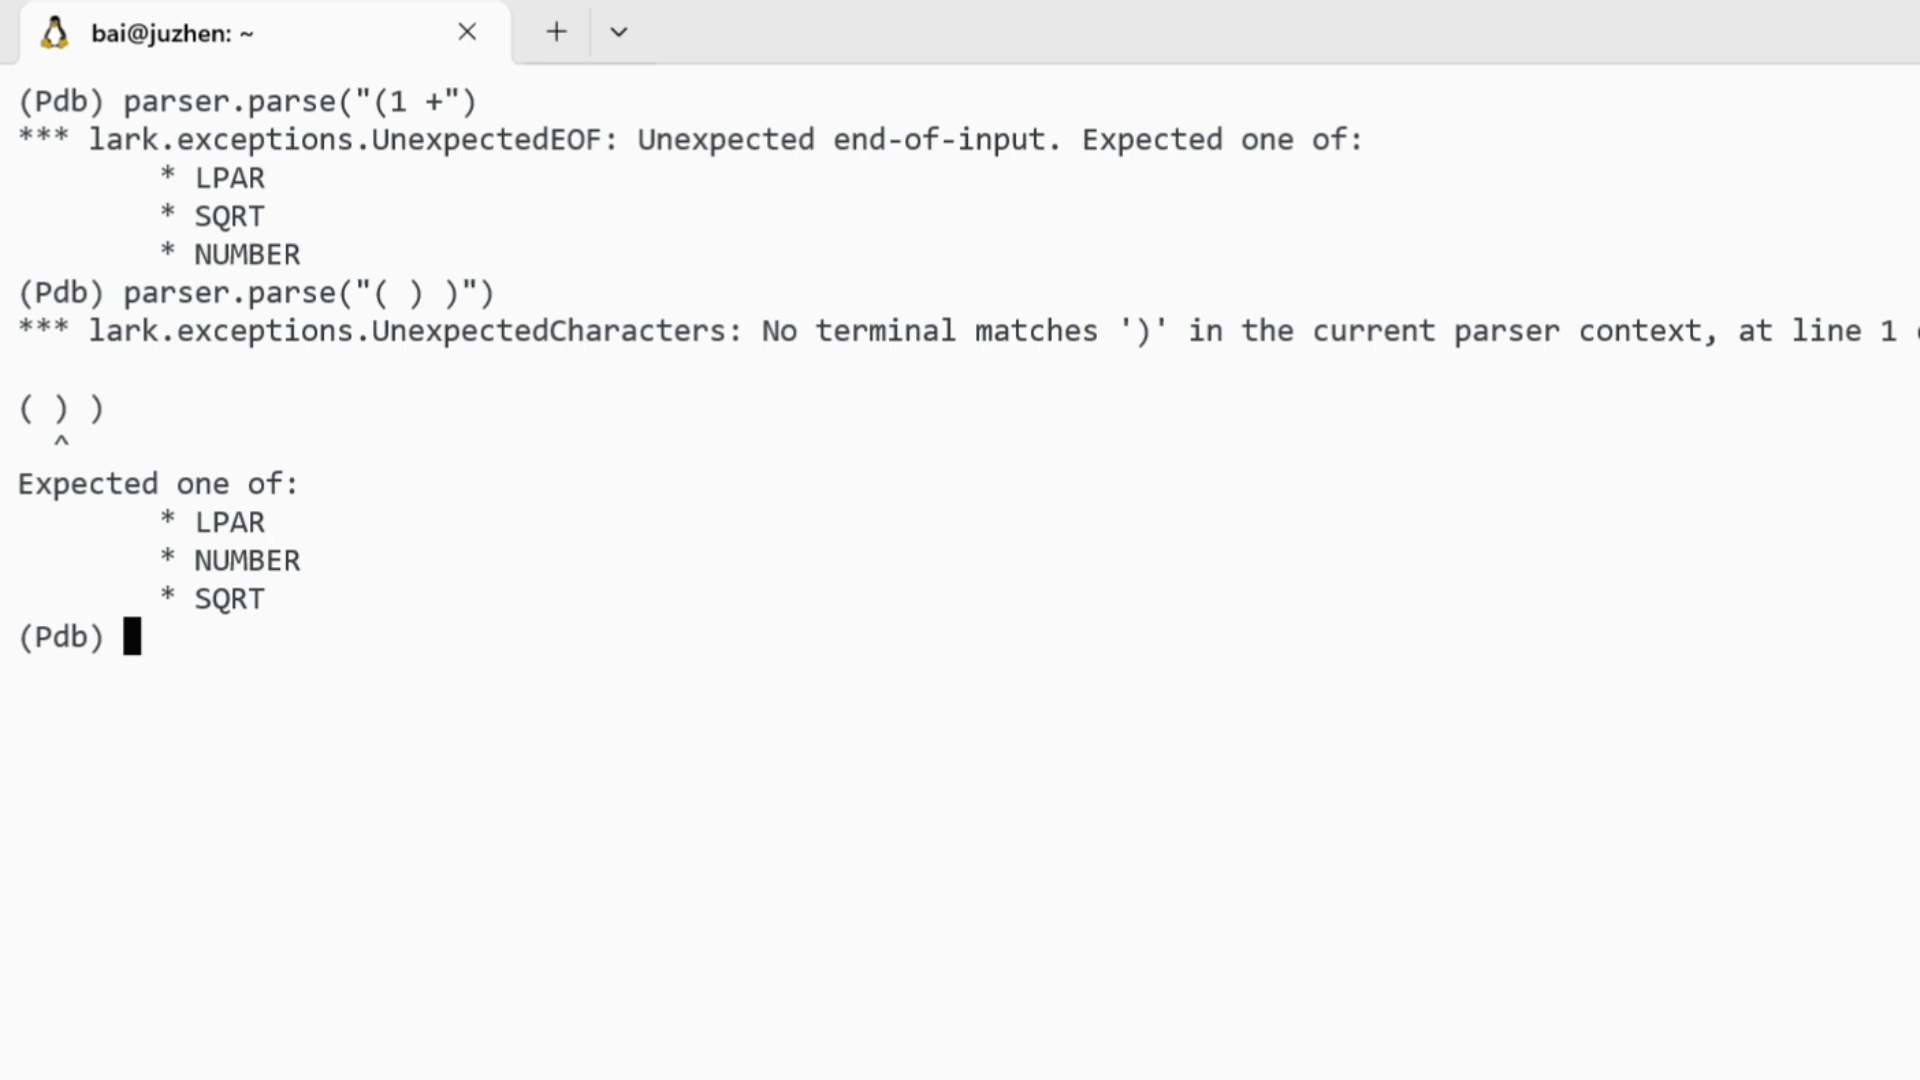 bai@juzhen: ~
(Pdb) parser.parse("(1 +")
*** lark.exceptions.UnexpectedEOF: Unexpected end-of-input. Expected one of:
* LPAR
* SQRT
* NUMBER
(Pdb) parser.parse("( ) )")
*** lark.exceptions.UnexpectedCharacters: No terminal matches ')' in the current parser context, at line 1
( ) )
^
Expected one of:
* LPAR
* NUMBER
* SQRT
(Pdb)